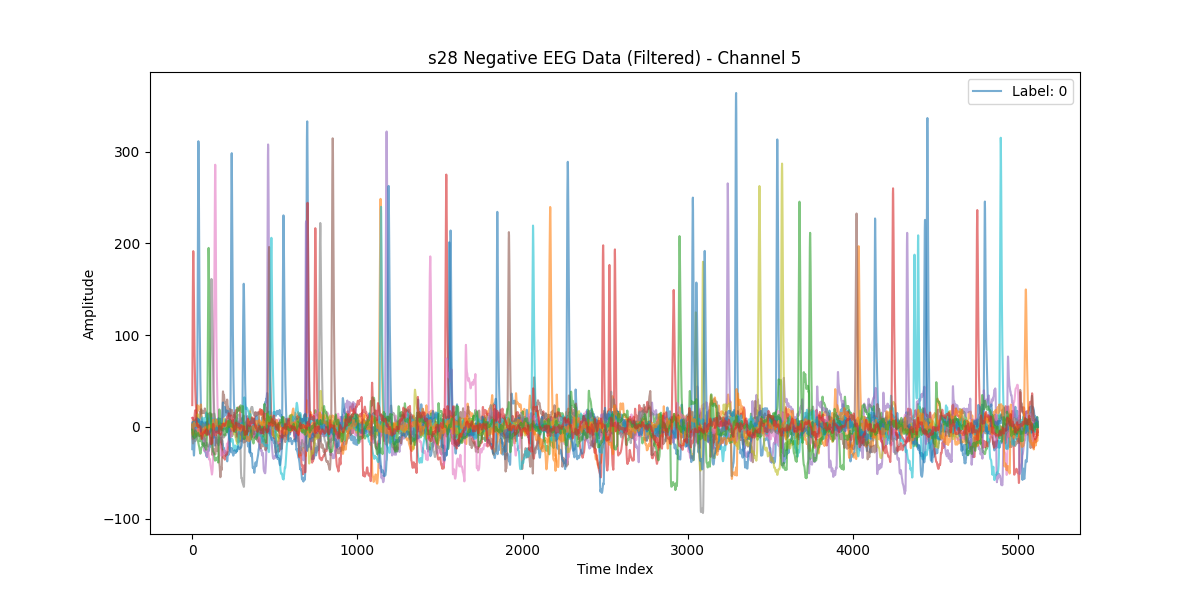 s28 Negative EEG Data (Filtered) - Channel 5
Label: 0
Amplitude
300
200
100
0
−100
0 1000 2000 3000 4000 5000
Time Index